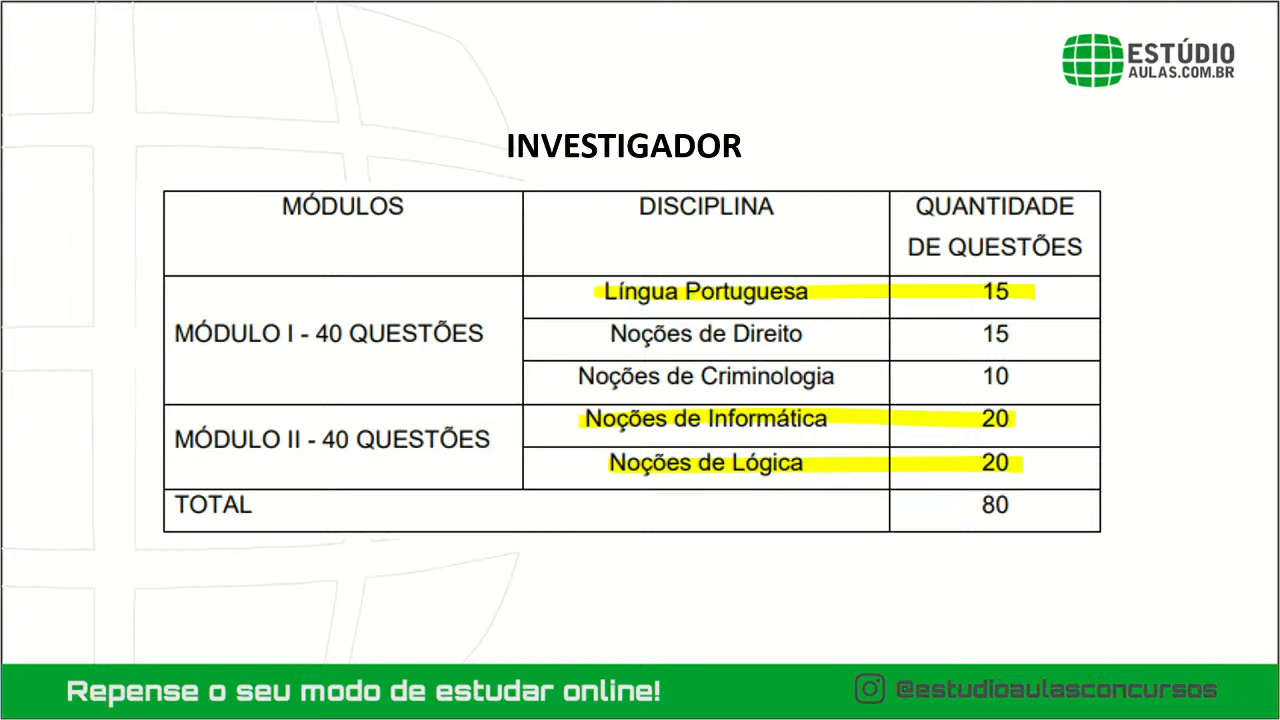 ESTÚDIO
AULAS.COM.BR
INVESTIGADOR
MÓDULOS DISCIPLINA QUANTIDADE
DE QUESTÕES
Língua Portuguesa 15
MÓDULO I - 40 QUESTÕES Noções de Direito 15
Noções de Criminologia 10
Noções de Informática 20
MÓDULO II - 40 QUESTÕES
Noções de Lógica 20
TOTAL 80
Repense o seu modo de estudar online! @estudioaulasconcursos